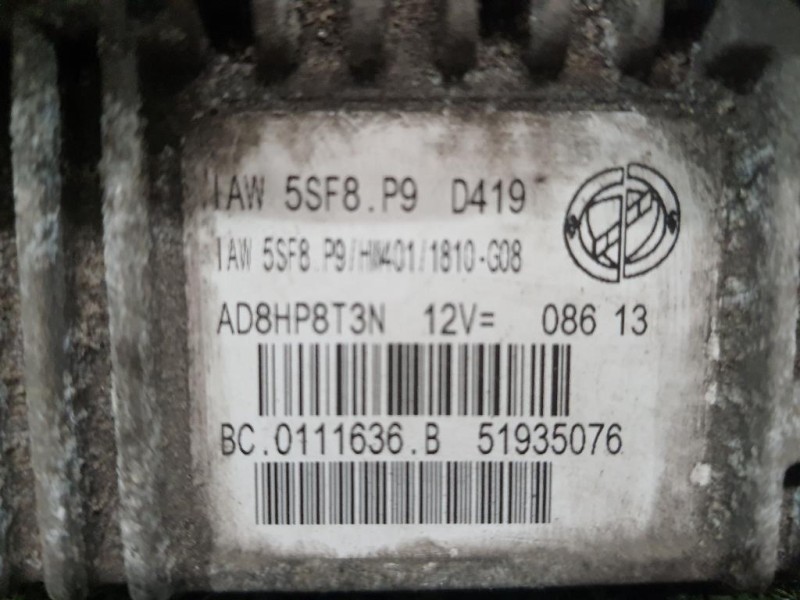 IAW 5SF8.P9 D419
IAW 5SF8.P9/HW401/1810-G08
AD8HP8T3N 12V= 086 13
BC.0111636.B 51935076